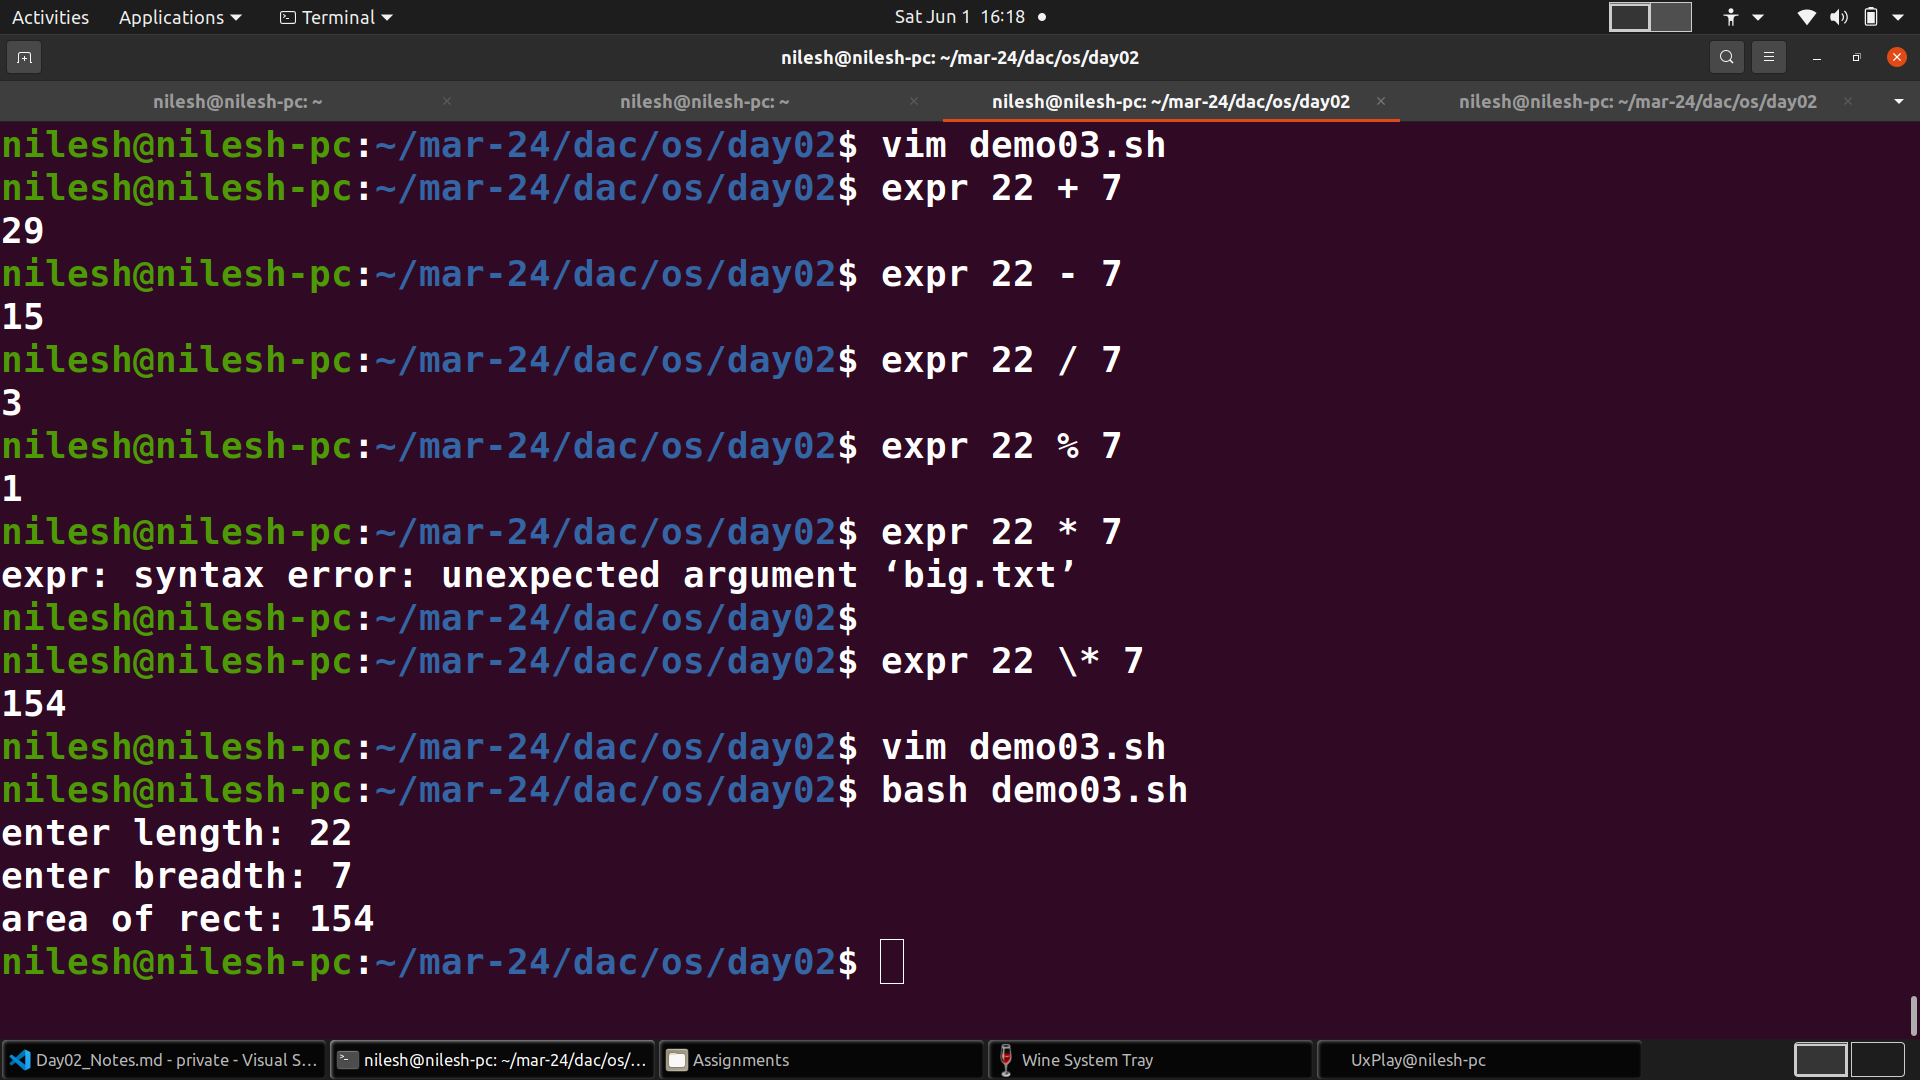 Activities Applications Terminal Sat Jun 1 16:18
nilesh@nilesh-pc: ~/mar-24/dac/os/day02
nilesh@nilesh-pc: ~ × nilesh@nilesh-pc: ~ × nilesh@nilesh-pc: ~/mar-24/dac/os/day02 × nilesh@nilesh-pc: ~/mar-24/dac/os/day02 ×
nilesh@nilesh-pc:~/mar-24/dac/os/day02$ vim demo03.sh
nilesh@nilesh-pc:~/mar-24/dac/os/day02$ expr 22 + 7
29
nilesh@nilesh-pc:~/mar-24/dac/os/day02$ expr 22 - 7
15
nilesh@nilesh-pc:~/mar-24/dac/os/day02$ expr 22 / 7
3
nilesh@nilesh-pc:~/mar-24/dac/os/day02$ expr 22 % 7
1
nilesh@nilesh-pc:~/mar-24/dac/os/day02$ expr 22 * 7
expr: syntax error: unexpected argument ‘big.txt’
nilesh@nilesh-pc:~/mar-24/dac/os/day02$
nilesh@nilesh-pc:~/mar-24/dac/os/day02$ expr 22 \* 7
154
nilesh@nilesh-pc:~/mar-24/dac/os/day02$ vim demo03.sh
nilesh@nilesh-pc:~/mar-24/dac/os/day02$ bash demo03.sh
enter length: 22
enter breadth: 7
area of rect: 154
nilesh@nilesh-pc:~/mar-24/dac/os/day02$
Day02_Notes.md - private - Visual S... nilesh@nilesh-pc: ~/mar-24/dac/os/... Assignments Wine System Tray UxPlay@nilesh-pc